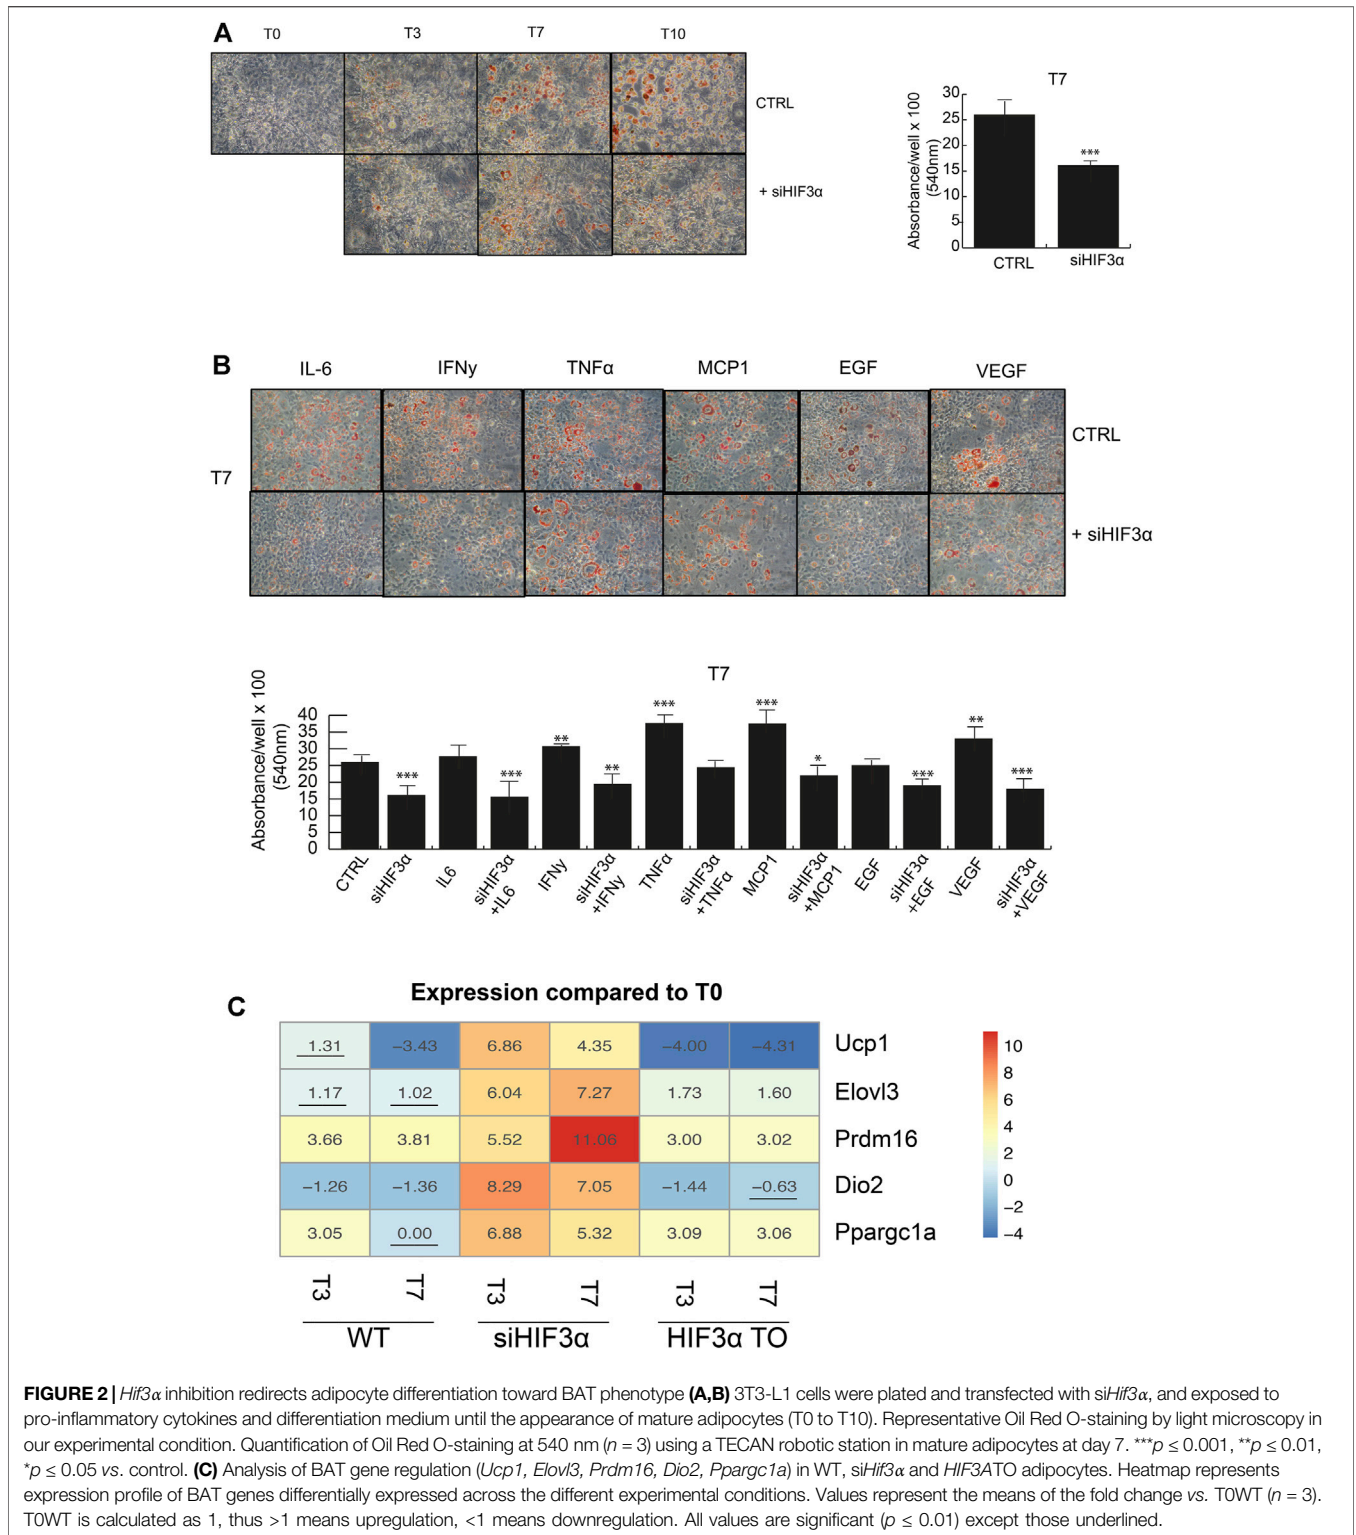 A
T0 T3 T7 T10
CTRL
+ siHIF3α
T7
Absorbance/well x 100
(540nm)
30
25
20
15
10
5
0
***
CTRL siHIF3α
B
IL-6 IFNy TNFα MCP1 EGF VEGF
T7
CTRL
+ siHIF3α
T7
Absorbance/well x 100
(540nm)
40
35
30
25
20
15
10
5
0
*** *** ** ** *** *** * *** ** ***
CTRL
siHIF3α
IL6
siHIF3α
+IL6
IFNy
siHIF3α
+IFNy
TNFα
siHIF3α
+TNFα
MCP1
siHIF3α
+MCP1
EGF
siHIF3α
+EGF
VEGF
siHIF3α
+VEGF
C
Expression compared to T0
1.31 −3.43 6.86 4.35 −4.00 −4.31 Ucp1
1.17 1.02 6.04 7.27 1.73 1.60 Elovl3
3.66 3.81 5.52 11.06 3.00 3.02 Prdm16
−1.26 −1.36 8.29 7.05 −1.44 −0.63 Dio2
3.05 0.00 6.88 5.32 3.09 3.06 Ppargc1a
10
8
6
4
2
0
−2
−4
T3 T7 T3 T7 T3 T7
WT siHIF3α HIF3α TO
FIGURE 2 | Hif3α inhibition redirects adipocyte differentiation toward BAT phenotype (A,B) 3T3-L1 cells were plated and transfected with siHif3α, and exposed to
pro-inflammatory cytokines and differentiation medium until the appearance of mature adipocytes (T0 to T10). Representative Oil Red O-staining by light microscopy in
our experimental condition. Quantification of Oil Red O-staining at 540 nm (n = 3) using a TECAN robotic station in mature adipocytes at day 7. ***p ≤ 0.001, **p ≤ 0.01,
*p ≤ 0.05 vs. control. (C) Analysis of BAT gene regulation (Ucp1, Elovl3, Prdm16, Dio2, Ppargc1a) in WT, siHif3α and HIF3ATO adipocytes. Heatmap represents
expression profile of BAT genes differentially expressed across the different experimental conditions. Values represent the means of the fold change vs. T0WT (n = 3).
T0WT is calculated as 1, thus >1 means upregulation, <1 means downregulation. All values are significant (p ≤ 0.01) except those underlined.